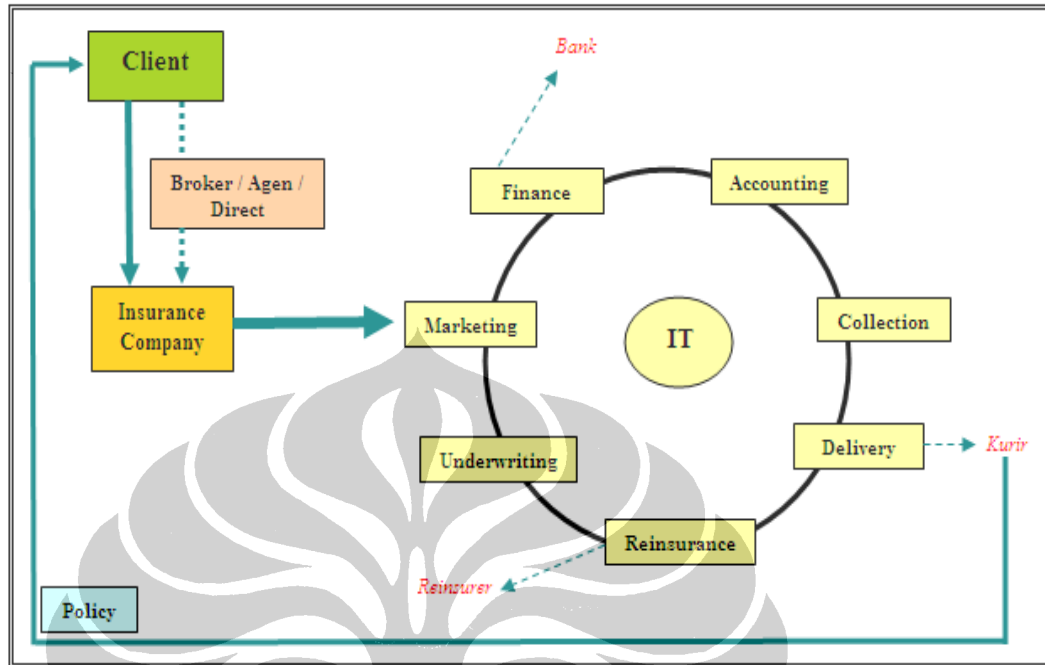 Client
Bank
Broker / Agen /
Direct
Finance
Accounting
Insurance
Company
Marketing
IT
Collection
Underwriting
Delivery
Kurir
Reinsurance
Reinsurer
Policy